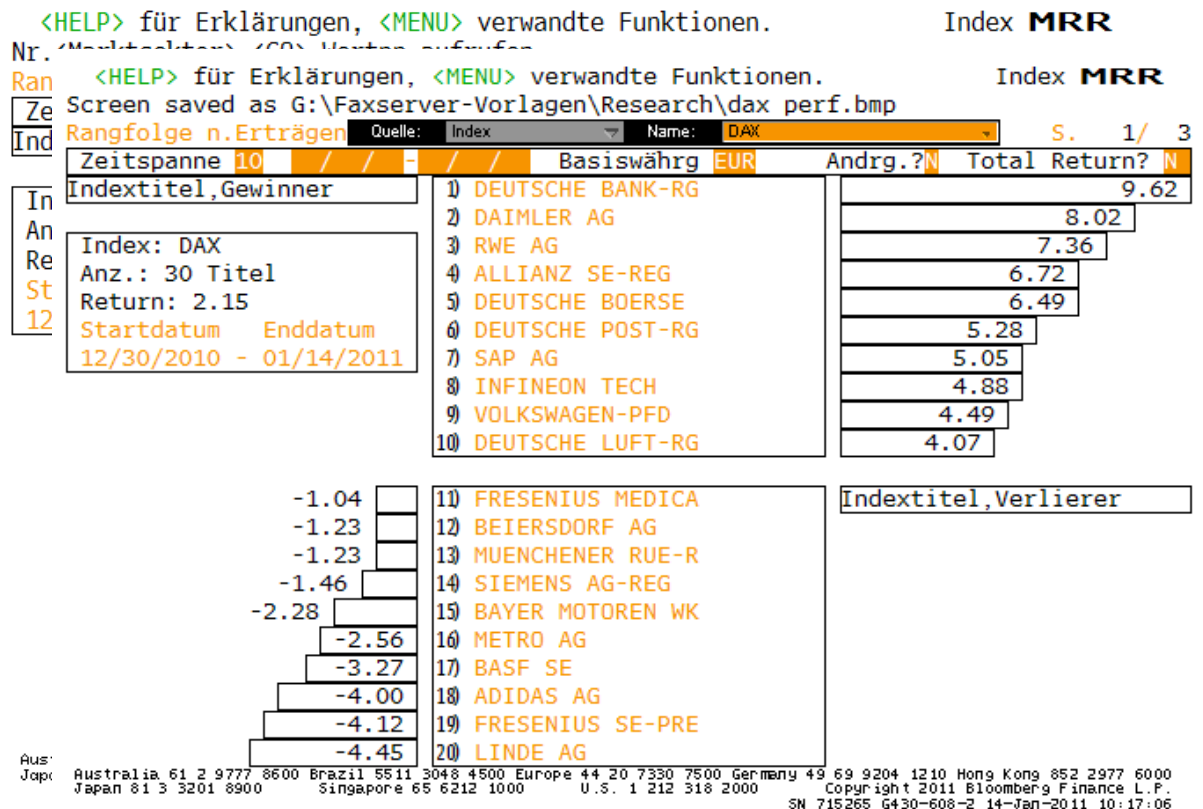 <HELP> für Erklärungen, <MENU> verwandte Funktionen. Index MRR
Nr.
Ran
Ze
Ind
In
An
Re
St
12
<HELP> für Erklärungen, <MENU> verwandte Funktionen. Index MRR
Screen saved as G:\Faxserver-Vorlagen\Research\dax perf.bmp
Rangfolge n.Erträgen Quelle: Index Name: DAX S. 1/ 3
Zeitspanne 10 / / - / / Basiswährg EUR Andrg.?N Total Return? N
Indextitel,Gewinner
Index: DAX
Anz.: 30 Titel
Return: 2.15
Startdatum Enddatum
12/30/2010 - 01/14/2011
1) DEUTSCHE BANK-RG 9.62
2) DAIMLER AG 8.02
3) RWE AG 7.36
4) ALLIANZ SE-REG 6.72
5) DEUTSCHE BOERSE 6.49
6) DEUTSCHE POST-RG 5.28
7) SAP AG 5.05
8) INFINEON TECH 4.88
9) VOLKSWAGEN-PFD 4.49
10) DEUTSCHE LUFT-RG 4.07
-1.04 11) FRESENIUS MEDICA Indextitel,Verlierer
-1.23 12) BEIERSDORF AG
-1.23 13) MUENCHENER RUE-R
-1.46 14) SIEMENS AG-REG
-2.28 15) BAYER MOTOREN WK
-2.56 16) METRO AG
-3.27 17) BASF SE
-4.00 18) ADIDAS AG
-4.12 19) FRESENIUS SE-PRE
-4.45 20) LINDE AG
Aus
Japa
Australia 61 2 9777 8600 Brazil 5511 3048 4500 Europe 44 20 7330 7500 Germany 49 69 9204 1210 Hong Kong 852 2977 6000
Japan 81 3 3201 8900 Singapore 65 6212 1000 U.S. 1 212 318 2000 Copyright 2011 Bloomberg Finance L.P.
SN 715265 G430-608-2 14-Jan-2011 10:17:06